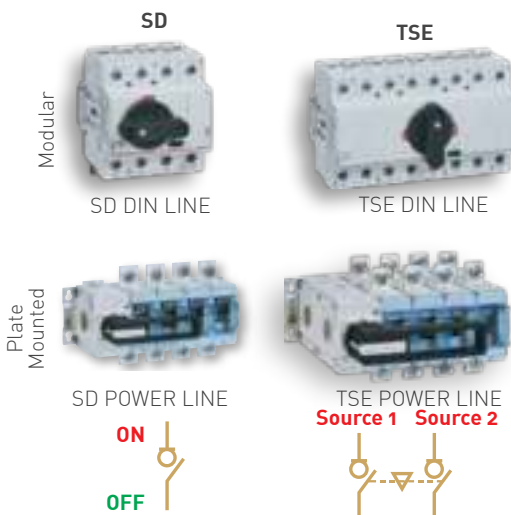 SD
TSE
Modular
SD DIN LINE
TSE DIN LINE
Plate
Mounted
SD POWER LINE
TSE POWER LINE
ON
Source 1
Source 2
OFF